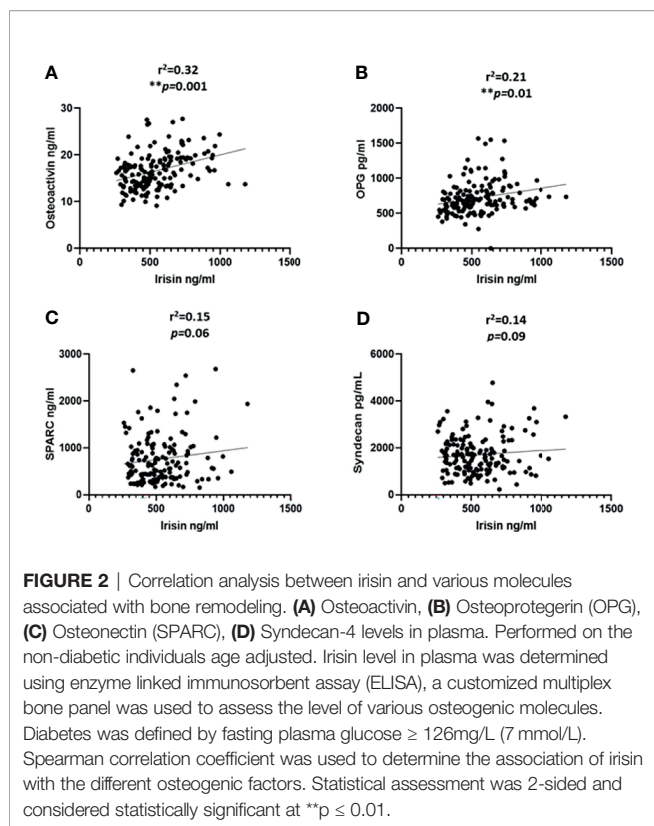 A
r²=0.32
**p=0.001
Osteoactivin ng/ml
30
20
10
0
0
500
1000
1500
Irisin ng/ml
B
r²=0.21
**p=0.01
OPG pg/ml
2000
1500
1000
500
0
0
500
1000
1500
Irisin ng/ml
C
r²=0.15
p=0.06
SPARC ng/ml
3000
2000
1000
0
0
500
1000
1500
Irisin ng/ml
D
r²=0.14
p=0.09
Syndecan pg/mL
6000
4000
2000
0
0
500
1000
1500
Irisin ng/ml
FIGURE 2 | Correlation analysis between irisin and various molecules
associated with bone remodeling. (A) Osteoactivin, (B) Osteoprotegerin (OPG),
(C) Osteonectin (SPARC), (D) Syndecan-4 levels in plasma. Performed on the
non-diabetic individuals age adjusted. Irisin level in plasma was determined
using enzyme linked immunosorbent assay (ELISA), a customized multiplex
bone panel was used to assess the level of various osteogenic molecules.
Diabetes was defined by fasting plasma glucose ≥ 126mg/L (7 mmol/L).
Spearman correlation coefficient was used to determine the association of irisin
with the different osteogenic factors. Statistical assessment was 2-sided and
considered statistically significant at **p ≤ 0.01.